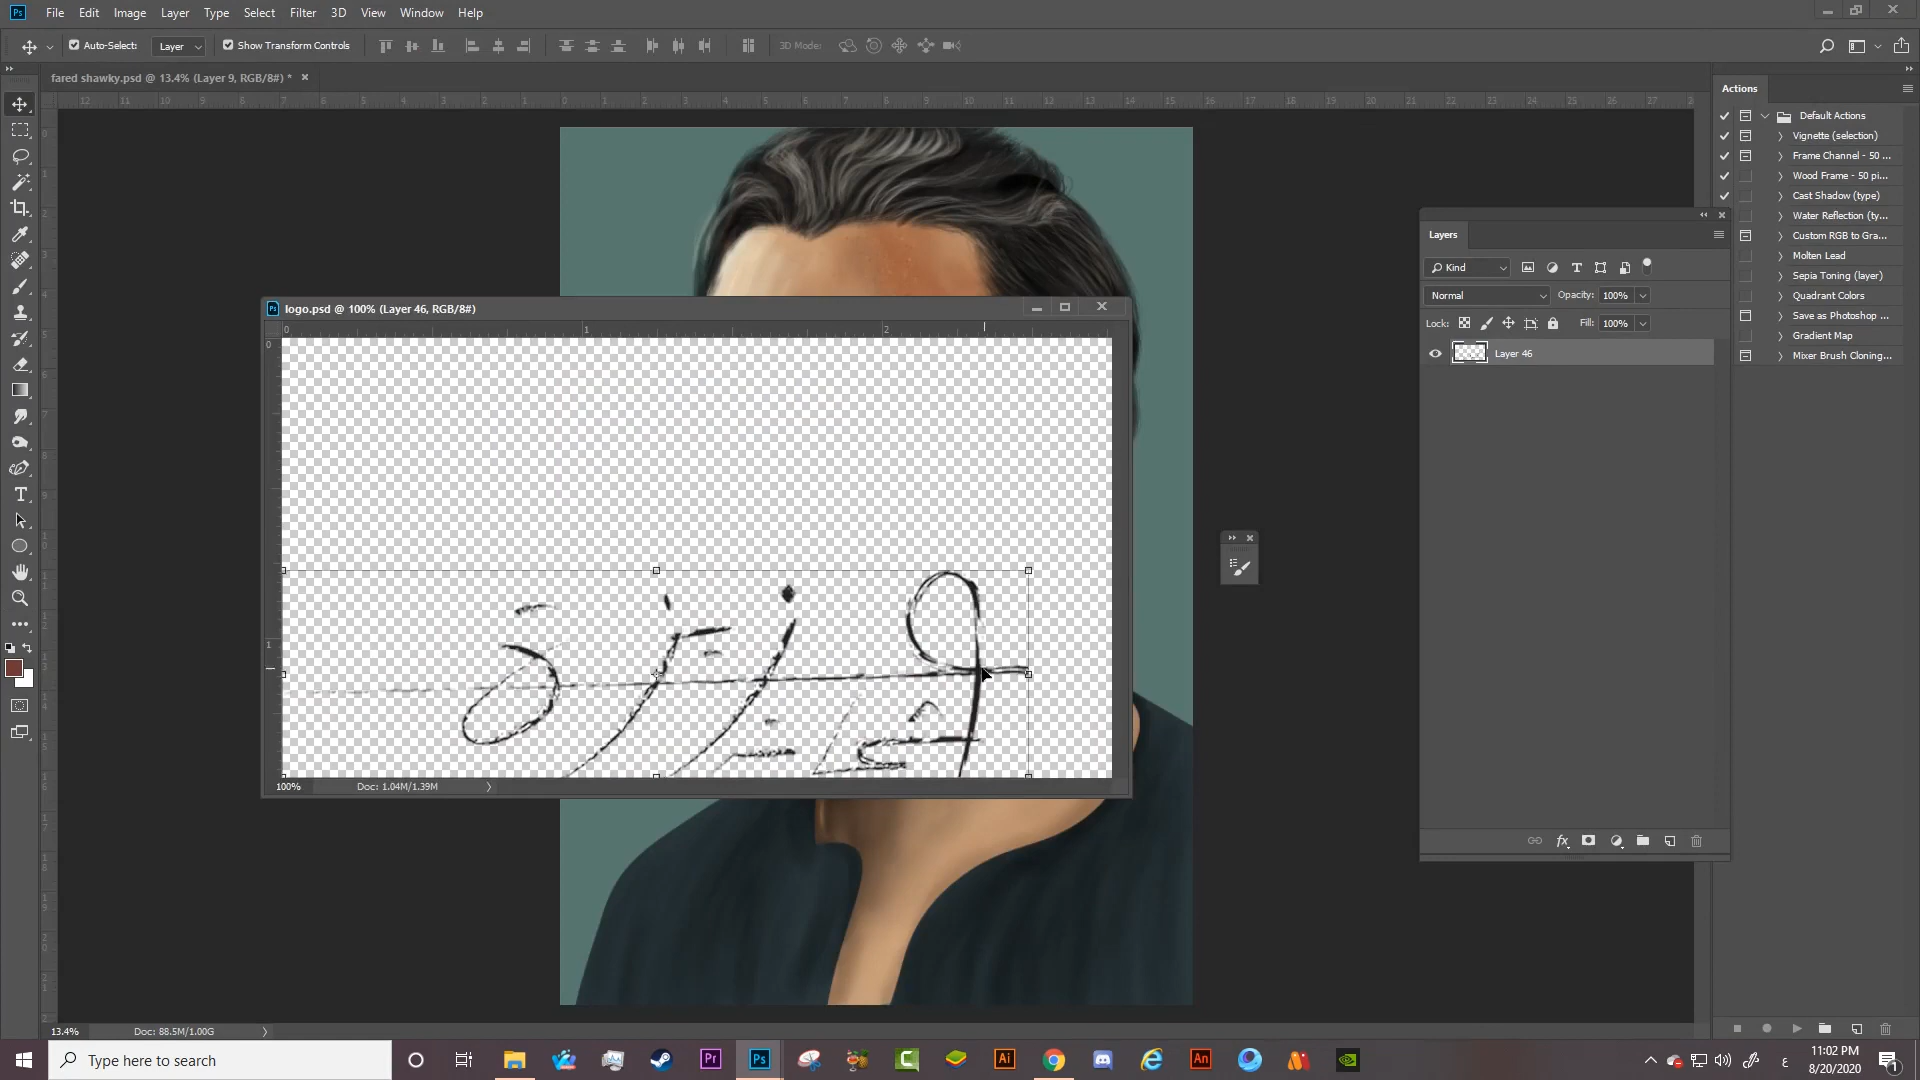 File Edit Image Layer Type Select Filter 3D View Window Help
Auto-Select: Layer Show Transform Controls 3D Mode:
fared shawky.psd @ 13.4% (Layer 9, RGB/8#) *
logo.psd @ 100% (Layer 46, RGB/8#)
100% Doc: 1.04M/1.39M
Layers
Kind
Normal Opacity: 100%
Lock: Fill: 100%
Layer 46
Actions
Default Actions
Vignette (selection)
Frame Channel - 50 ...
Wood Frame - 50 pi...
Cast Shadow (type)
Water Reflection (ty...
Custom RGB to Gra...
Molten Lead
Sepia Toning (layer)
Quadrant Colors
Save as Photoshop ...
Gradient Map
Mixer Brush Cloning...
13.4% Doc: 88.5M/1.00G
Type here to search
ع 11:02 PM
8/20/2020